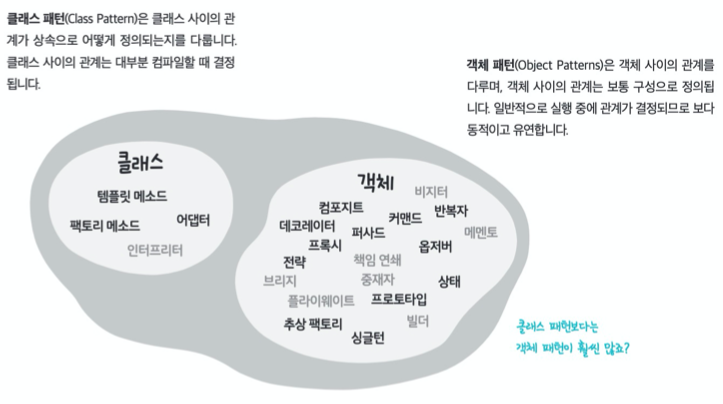 클래스 패턴(Class Pattern)은 클래스 사이의 관
계가 상속으로 어떻게 정의되는지를 다룹니다.
클래스 사이의 관계는 대부분 컴파일할 때 결정
됩니다.
객체 패턴(Object Patterns)은 객체 사이의 관계를
다루며, 객체 사이의 관계는 보통 구성으로 정의됩
니다. 일반적으로 실행 중에 관계가 결정되므로 보다
동적이고 유연합니다.
클래스
템플릿 메소드
팩토리 메소드
어댑터
인터프리터
객체
비지터
컴포지트
커맨드
반복자
데코레이터
퍼사드
메멘토
프록시
옵저버
전략
책임 연쇄
브리지
중재자
상태
플라이웨이트
프로토타입
추상 팩토리
빌더
싱글턴
클래스 패턴보다는
객체 패턴이 훨씬 많죠?